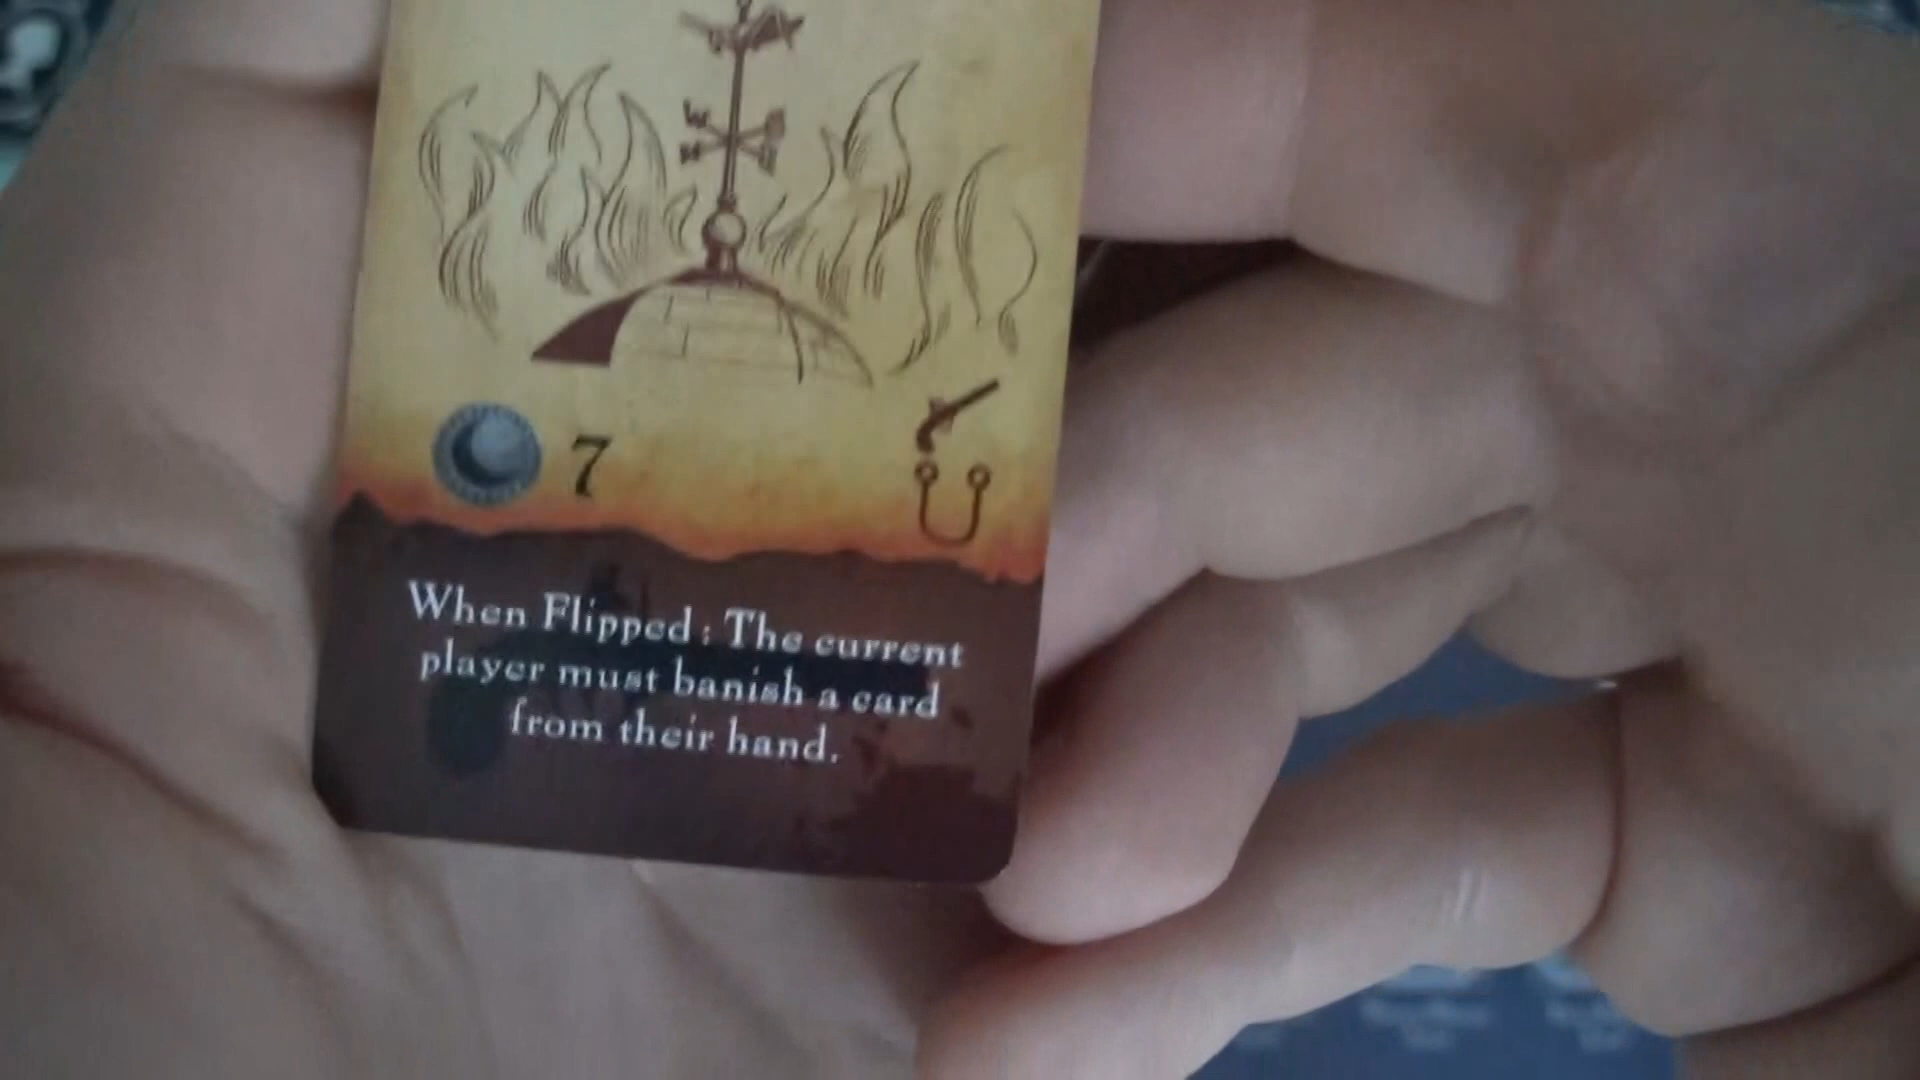 W
7
When Flipped: The current
player must banish a card
from their hand.